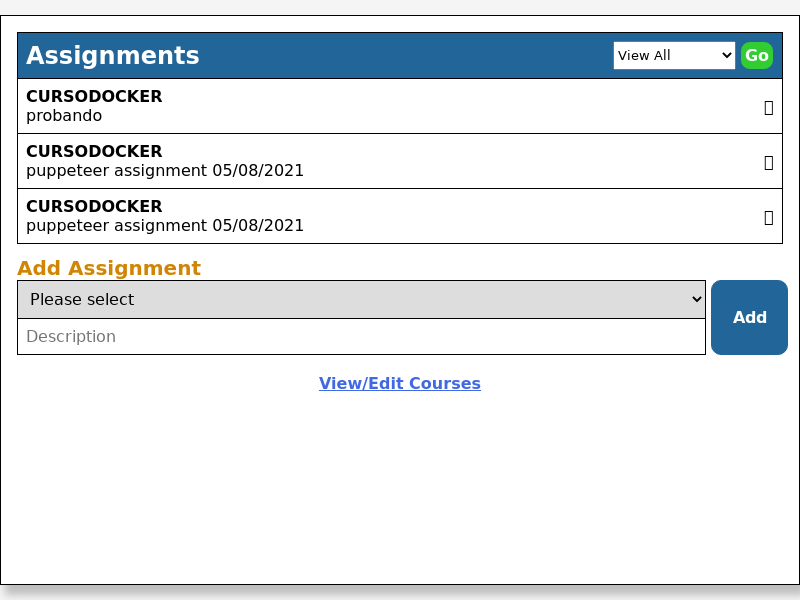 Assignments
View All
Go
CURSODOCKER
probando
CURSODOCKER
puppeteer assignment 05/08/2021
CURSODOCKER
puppeteer assignment 05/08/2021
Add Assignment
Please select
Description
Add
View/Edit Courses